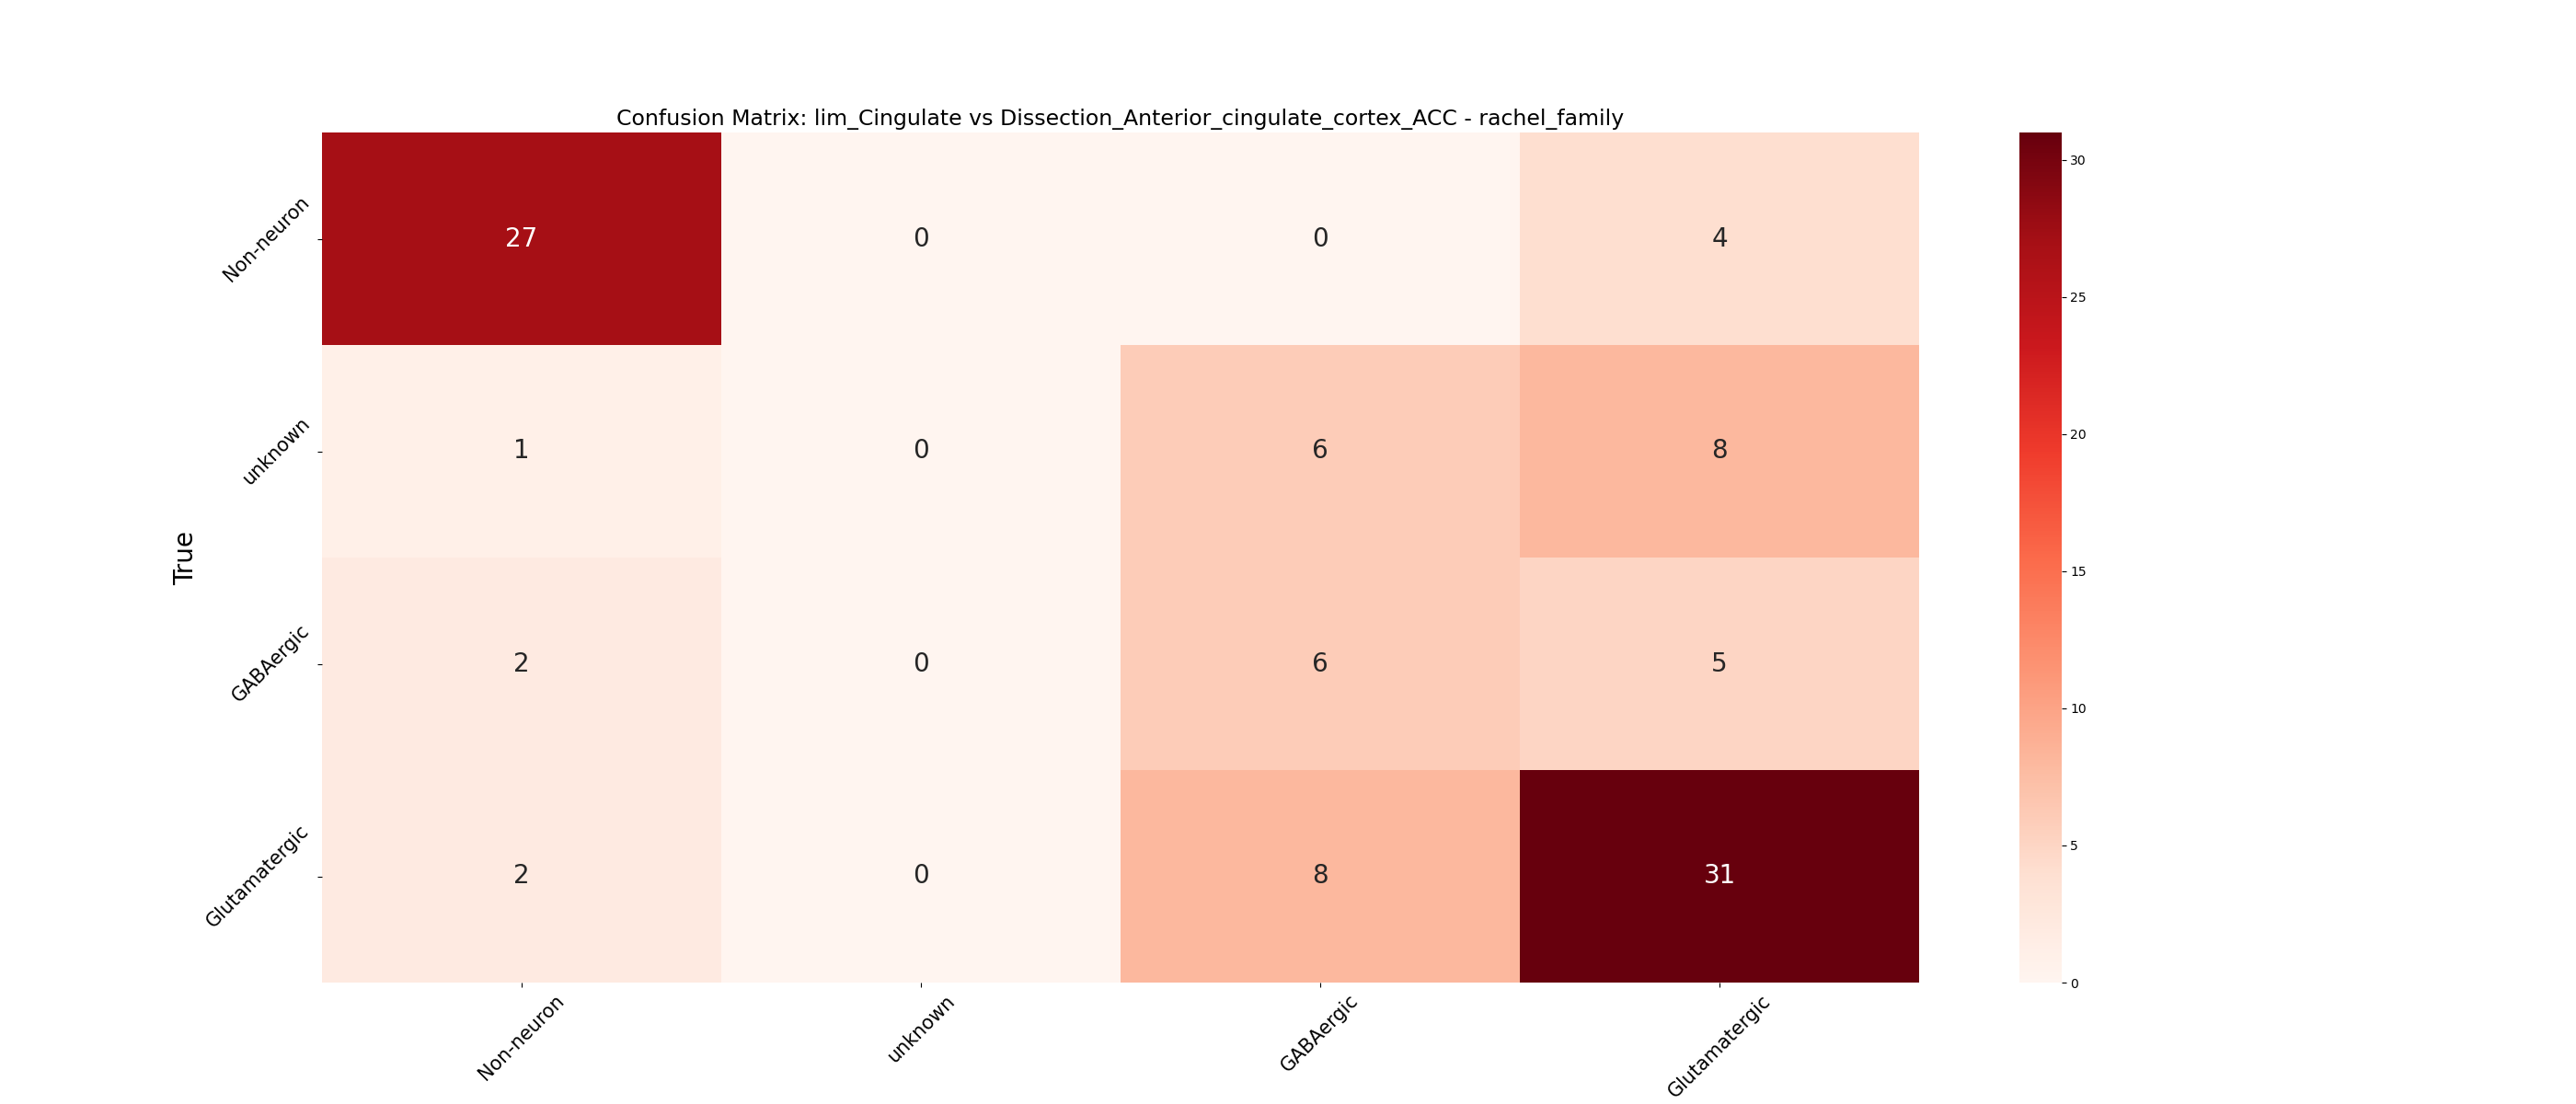 Confusion Matrix: lim_Cingulate vs Dissection_Anterior_cingulate_cortex_ACC - rachel_family
Non-neuron
27 0 0 4
unknown
1 0 6 8
GABAergic
2 0 6 5
Glutamatergic
2 0 8 31
True
Non-neuron unknown GABAergic Glutamatergic
30
25
20
15
10
5
0